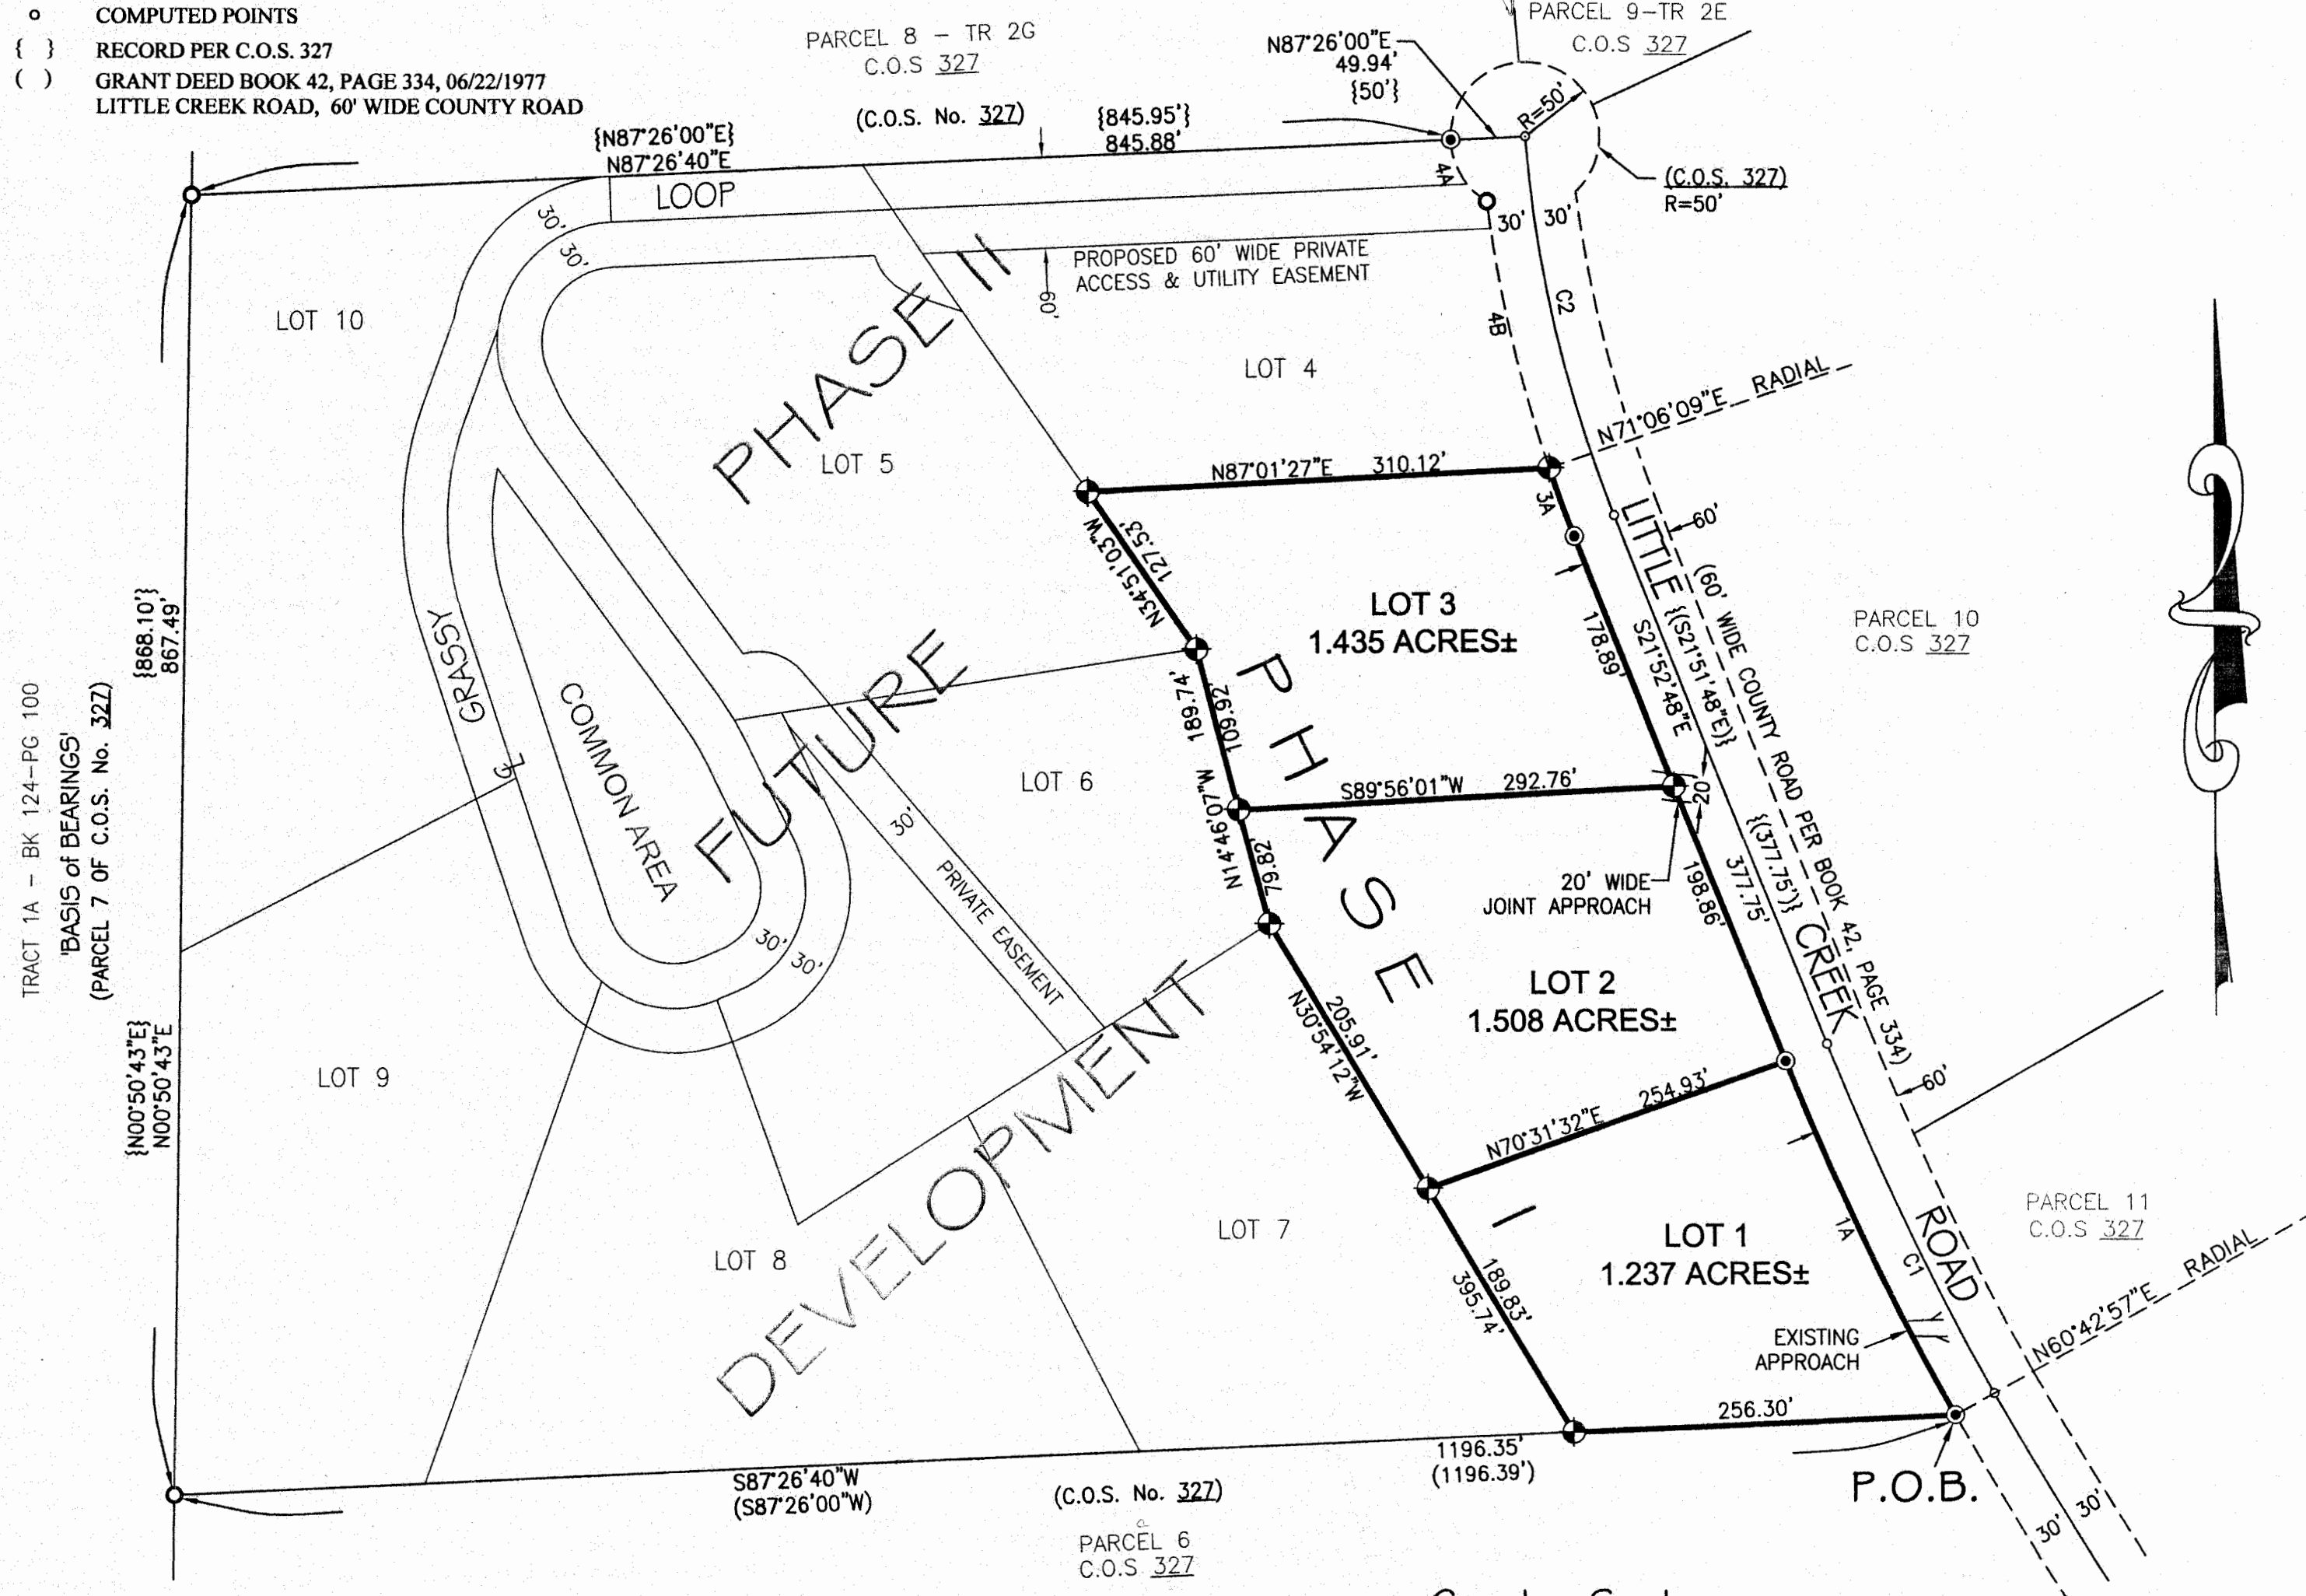 o COMPUTED POINTS
{ } RECORD PER C.O.S. 327
( ) GRANT DEED BOOK 42, PAGE 334, 06/22/1977
LITTLE CREEK ROAD, 60' WIDE COUNTY ROAD
PARCEL 8 – TR 2G
C.O.S 327
PARCEL 9–TR 2E
C.O.S 327
N87°26'00"E
49.94'
{50'}
R=50'
(C.O.S. No. 327)
{845.95'}
845.88'
{N87°26'00"E}
N87°26'40"E
LOOP
4A
(C.O.S. 327)
R=50'
30'
30'
30'
30'
PROPOSED 60' WIDE PRIVATE
ACCESS & UTILITY EASEMENT
60'
C2
4B
LOT 10
LOT 4
LOT 5
PHASE II
N71°06'09"E RADIAL
N87°01'27"E 310.12'
3A
N34°51'03"W
127.53'
LITTLE
60'
(60' WIDE COUNTY ROAD PER BOOK 42, PAGE 334)
LOT 3
1.435 ACRES±
178.89'
S21°52'48"E
{(S21°51'48"E)}
PARCEL 10
C.O.S 327
{868.10'}
867.49'
TRACT 1A – BK 124–PG 100
'BASIS of BEARINGS'
(PARCEL 7 OF C.O.S. No. 327)
{N00°50'43"E}
N00°50'43"E
GRASSY
COMMON AREA
FUTURE
LOT 6
189.74'
109.92'
N14°46'07"W
79.82'
PHASE I
S89°56'01"W 292.76'
20'
20' WIDE
JOINT APPROACH
198.86'
377.75'
{(377.75')}
CREEK
30'
PRIVATE EASEMENT
30'
30'
LOT 2
1.508 ACRES±
205.91'
N30°54'12"W
N70°31'32"E 254.93'
60'
LOT 9
DEVELOPMENT
LOT 8
LOT 7
LOT 1
1.237 ACRES±
189.83'
395.74'
1A
C1
ROAD
PARCEL 11
C.O.S 327
N60°42'57"E RADIAL
EXISTING
APPROACH
256.30'
1196.35'
(1196.39')
S87°26'40"W
(S87°26'00"W)
(C.O.S. No. 327)
P.O.B.
30'
30'
PARCEL 6
C.O.S 327